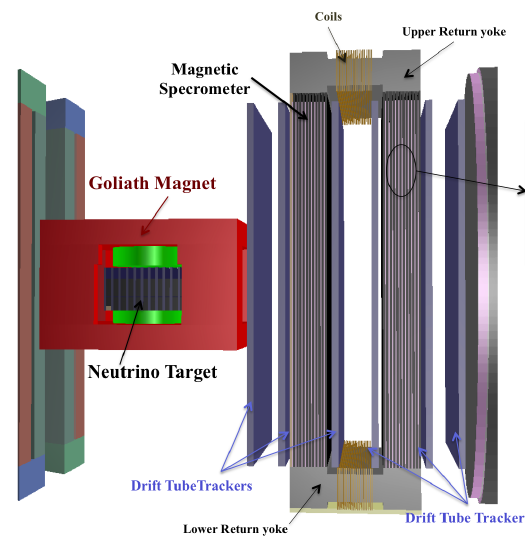 Coils
Upper Return yoke
Magnetic
Specrometer
Goliath Magnet
Neutrino Target
Drift TubeTrackers
Drift Tube Tracker
Lower Return yoke